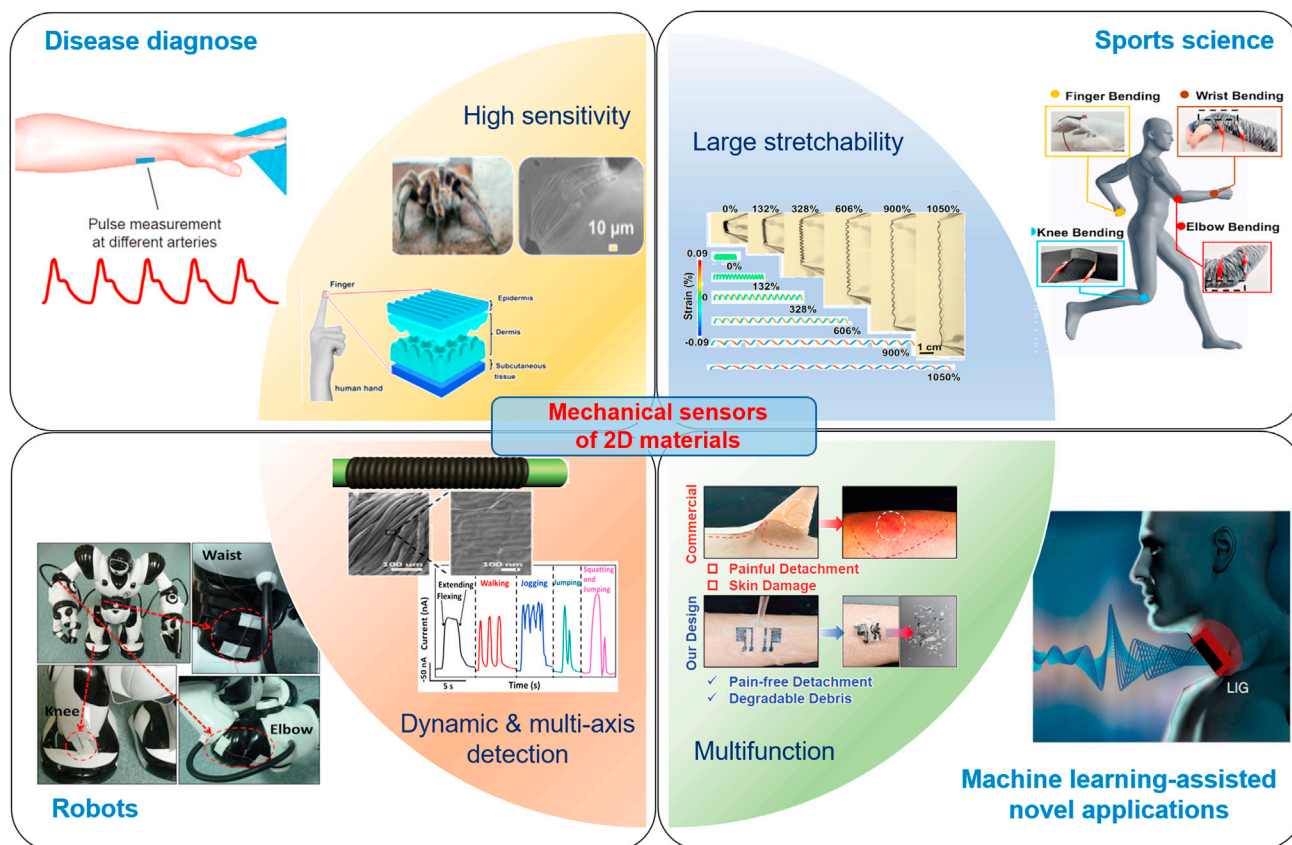 Disease diagnose
High sensitivity
Pulse measurement
at different arteries
10 µm
Finger
human hand
Epidermis
Dermis
Subcutaneous
tissue
Sports science
Large stretchability
Finger Bending
Wrist Bending
Knee Bending
Elbow Bending
0% 132% 328% 606% 900% 1050%
Strain (%)
0.09
0
-0.09
0%
132%
328%
606%
900%
1050%
1 cm
Mechanical sensors
of 2D materials
Robots
Dynamic & multi-axis
detection
Waist
Knee
Elbow
100 um
100 nm
Extending
Flexing
Walking
Jogging
Jumping
Squatting
and
Jumping
Current (nA)
~50 nA
5 s
Time (s)
Commercial
Painful Detachment
Skin Damage
Our Design
✓ Pain-free Detachment
✓ Degradable Debris
Multifunction
LIG
Machine learning-assisted
novel applications